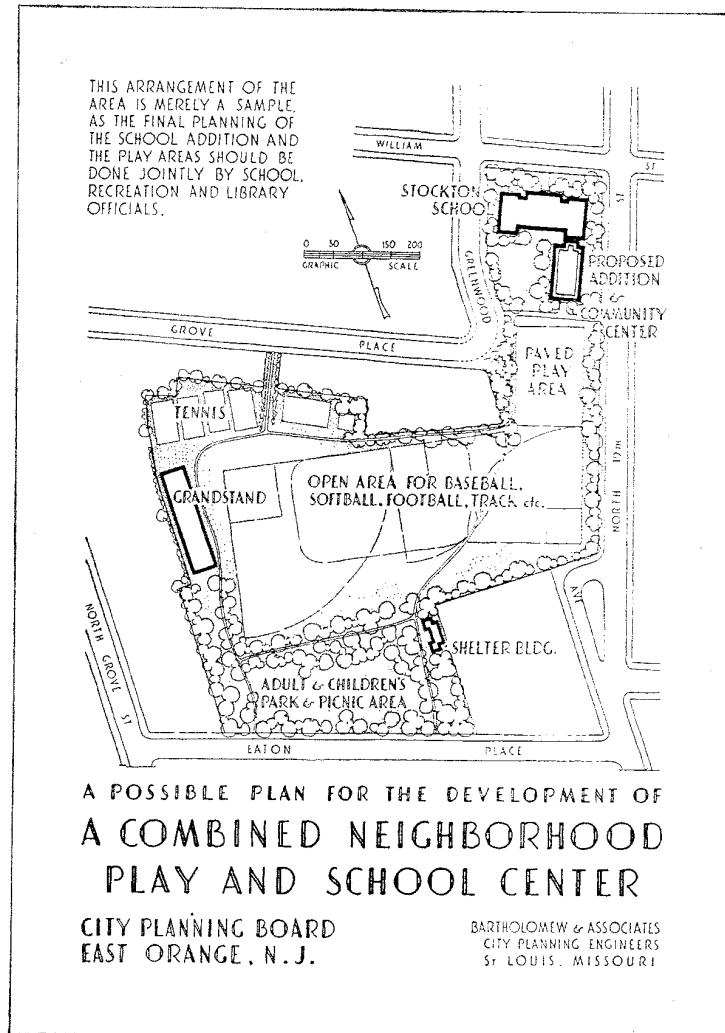 THIS ARRANGEMENT OF THE
AREA IS MERELY A SAMPLE,
AS THE FINAL PLANNING OF
THE SCHOOL ADDITION AND
THE PLAY AREAS SHOULD BE
DONE JOINTLY BY SCHOOL,
RECREATION AND LIBRARY
OFFICIALS.
WILLIAM ST
STOCKTON
SCHOO
ST
0 50 150 200
GRAPHIC SCALE
GREENWOOD
PROPOSED
ADDITION
&
COMMUNITY
CENTER
GROVE PLACE
PAVED
PLAY
AREA
TENNIS
GRANDSTAND
OPEN AREA FOR BASEBALL,
SOFTBALL, FOOTBALL, TRACK etc.
NORTH 19TH
AVE
NORTH GROVE ST
SHELTER BLDG.
ADULT & CHILDREN'S
PARK & PICNIC AREA
EATON PLACE
A POSSIBLE PLAN FOR THE DEVELOPMENT OF
A COMBINED NEIGHBORHOOD
PLAY AND SCHOOL CENTER
CITY PLANNING BOARD
EAST ORANGE, N.J.
BARTHOLOMEW & ASSOCIATES
CITY PLANNING ENGINEERS
ST LOUIS, MISSOURI